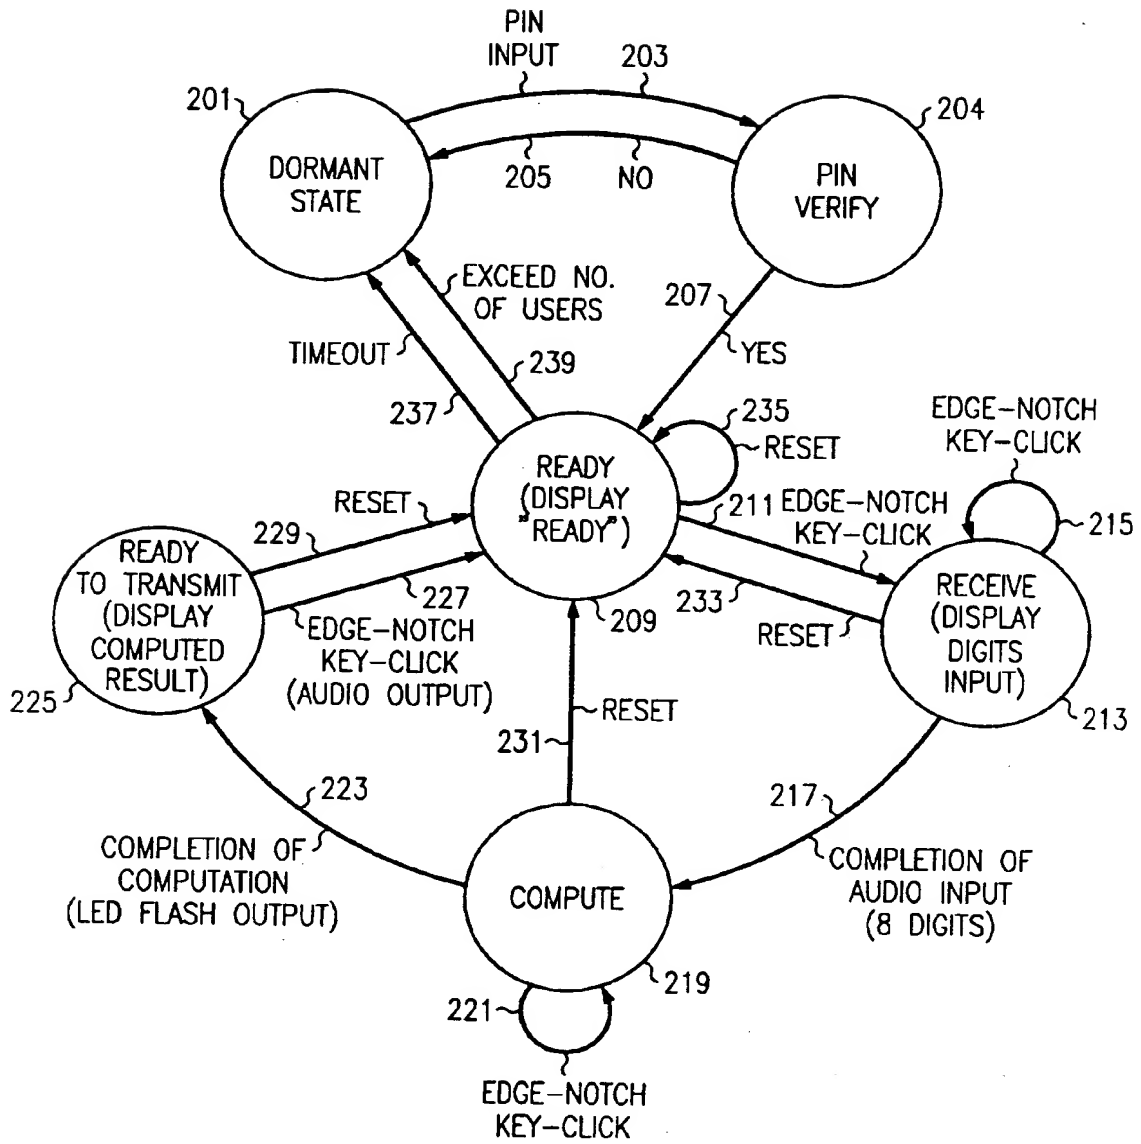 PIN
INPUT
203
201
204
DORMANT
STATE
205
NO
PIN
VERIFY
EXCEED NO.
OF USERS
207
YES
TIMEOUT
239
237
235
RESET
EDGE-NOTCH
KEY-CLICK
READY
(DISPLAY
"READY")
RESET
229
211
EDGE-NOTCH
KEY-CLICK
215
READY
TO TRANSMIT
(DISPLAY
COMPUTED
RESULT)
227
209
233
RESET
RECEIVE
(DISPLAY
DIGITS
INPUT)
225
EDGE-NOTCH
KEY-CLICK
(AUDIO OUTPUT)
213
231
RESET
223
217
COMPLETION OF
COMPUTATION
(LED FLASH OUTPUT)
COMPUTE
COMPLETION OF
AUDIO INPUT
(8 DIGITS)
221
219
EDGE-NOTCH
KEY-CLICK